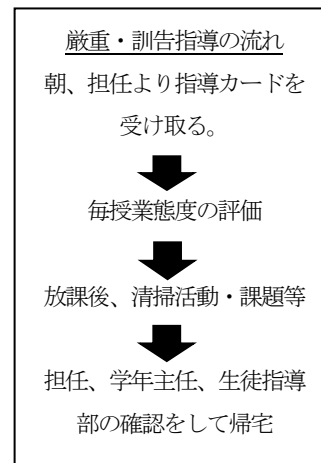 厳重・訓告指導の流れ
朝、担任より指導カードを
受け取る。
毎授業態度の評価
放課後、清掃活動・課題等
担任、学年主任、生徒指導
部の確認をして帰宅